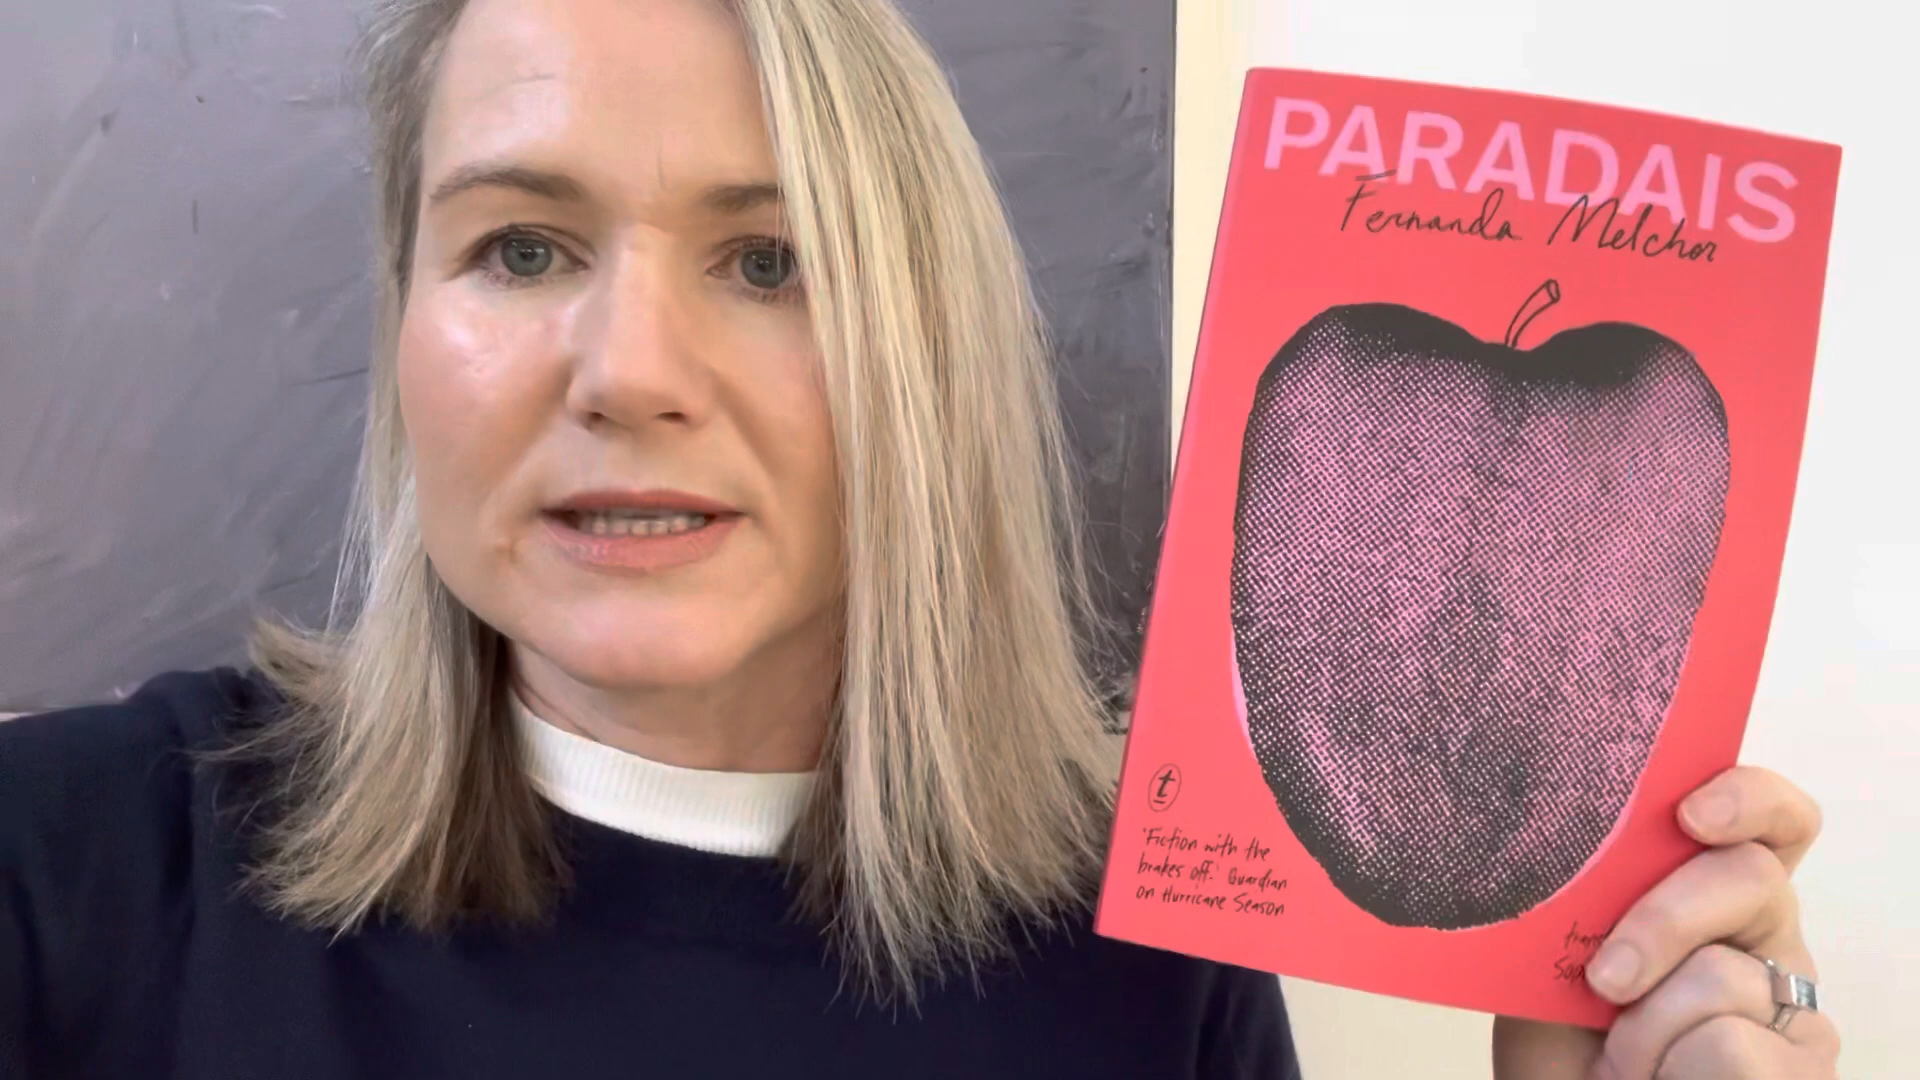 PARADAIS
Fernanda Melchor
t
'Fiction with the
brakes off.' Guardian
on Hurricane Season